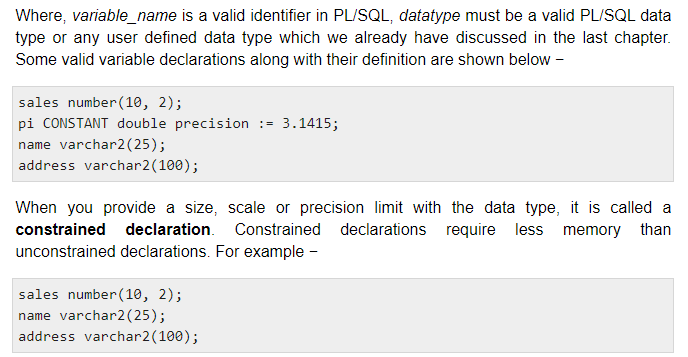 Where, variable_name is a valid identifier in PL/SQL, datatype must be a valid PL/SQL data
type or any user defined data type which we already have discussed in the last chapter.
Some valid variable declarations along with their definition are shown below −
sales number(10, 2);
pi CONSTANT double precision := 3.1415;
name varchar2(25);
address varchar2(100);
When you provide a size, scale or precision limit with the data type, it is called a
constrained declaration. Constrained declarations require less memory than
unconstrained declarations. For example −
sales number(10, 2);
name varchar2(25);
address varchar2(100);